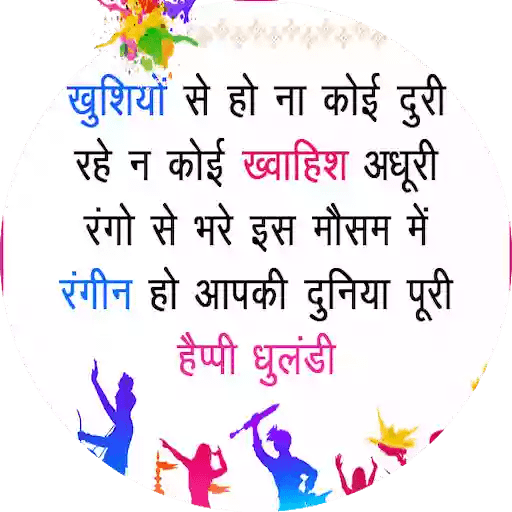 खुशियों से हो ना कोई दुरी
रहे न कोई ख्वाहिश अधूरी
रंगो से भरे इस मौसम में
रंगीन हो आपकी दुनिया पूरी
हैप्पी धुलंडी